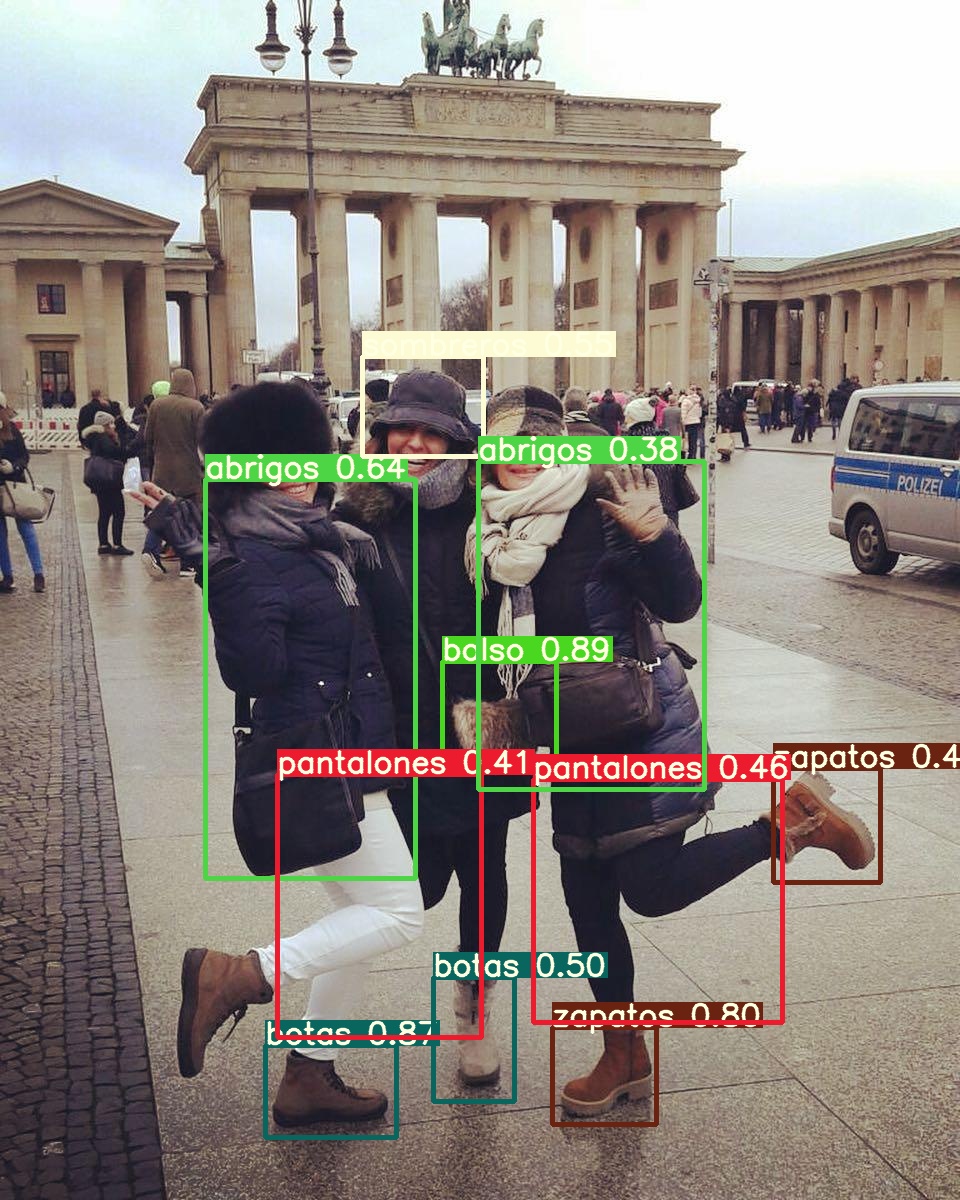 sombreros 0.55
abrigos 0.64
abrigos 0.38
POLIZEI
bolso 0.89
pantalones 0.41
pantalones 0.46
zapatos 0.4
botas 0.50
botas 0.87
zapatos 0.80